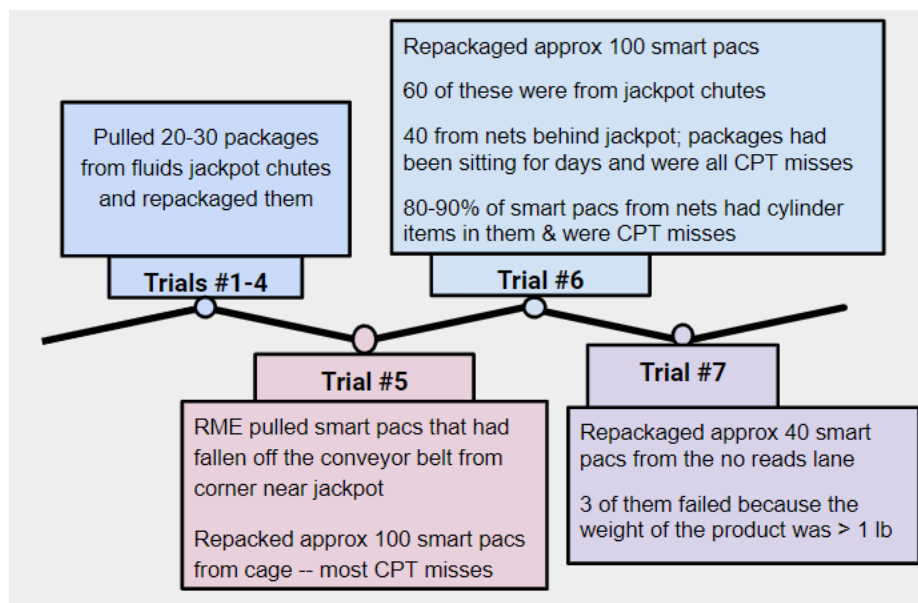 Pulled 20-30 packages
from fluids jackpot chutes
and repackaged them
Trials #1-4
RME pulled smart pacs that had
fallen off the conveyor belt from
corner near jackpot
Repacked approx 100 smart pacs
from cage -- most CPT misses
Trial #5
Repackaged approx 100 smart pacs
60 of these were from jackpot chutes
40 from nets behind jackpot; packages had
been sitting for days and were all CPT misses
80-90% of smart pacs from nets had cylinder
items in them & were CPT misses
Trial #6
Trial #7
Repackaged approx 40 smart
pacs from the no reads lane
3 of them failed because the
weight of the product was > 1 lb